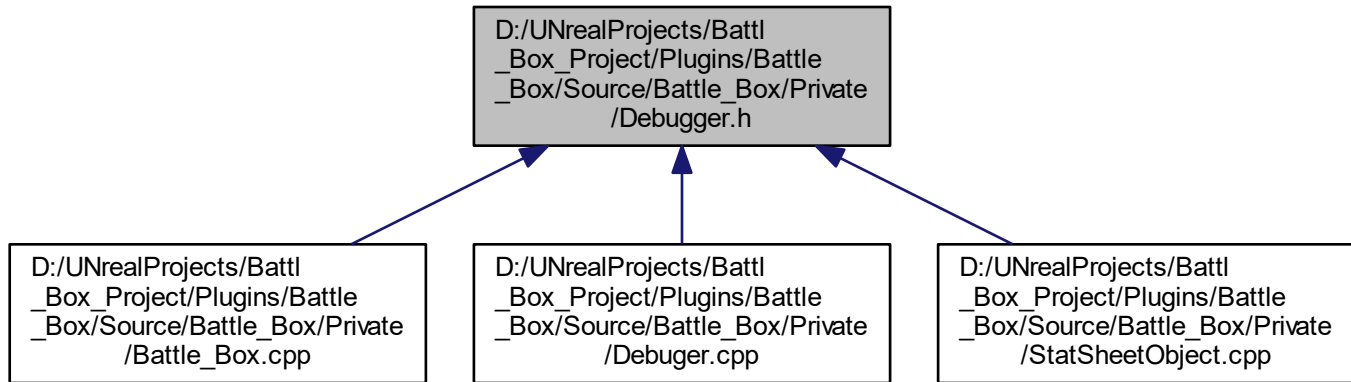 D:/UNrealProjects/Battl
_Box_Project/Plugins/Battle
_Box/Source/Battle_Box/Private
/Debugger.h
D:/UNrealProjects/Battl
_Box_Project/Plugins/Battle
_Box/Source/Battle_Box/Private
/Battle_Box.cpp
D:/UNrealProjects/Battl
_Box_Project/Plugins/Battle
_Box/Source/Battle_Box/Private
/Debuger.cpp
D:/UNrealProjects/Battl
_Box_Project/Plugins/Battle
_Box/Source/Battle_Box/Private
/StatSheetObject.cpp